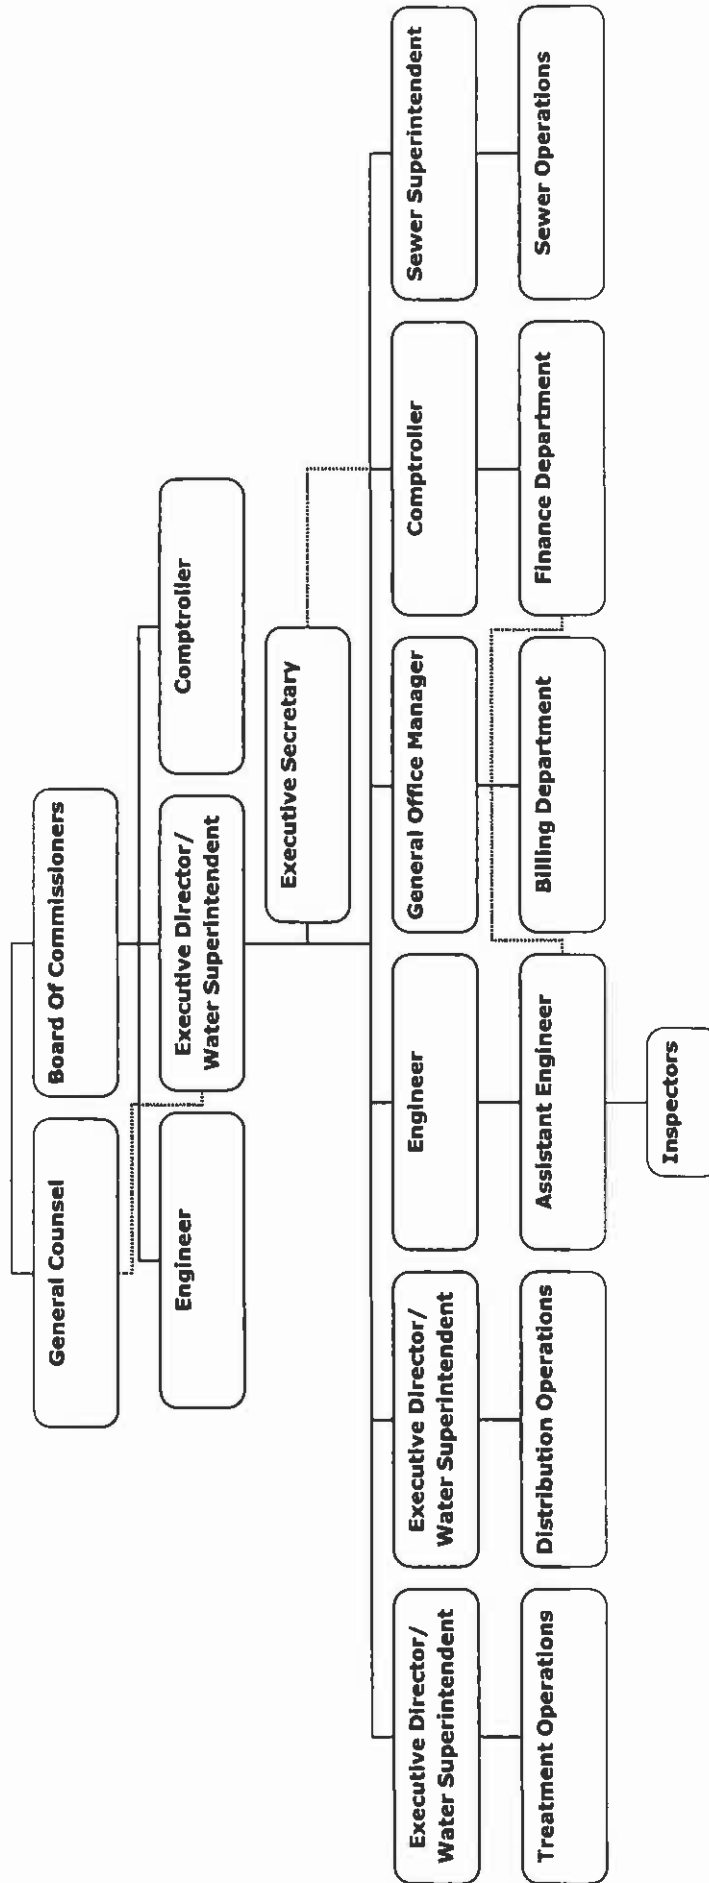 General Counsel
Board Of Commissioners
Engineer
Executive Director/
Water Superintendent
Comptroller
Executive Secretary
Executive Director/
Water Superintendent
Executive Director/
Water Superintendent
Engineer
General Office Manager
Comptroller
Sewer Superintendent
Treatment Operations
Distribution Operations
Assistant Engineer
Billing Department
Finance Department
Sewer Operations
Inspectors